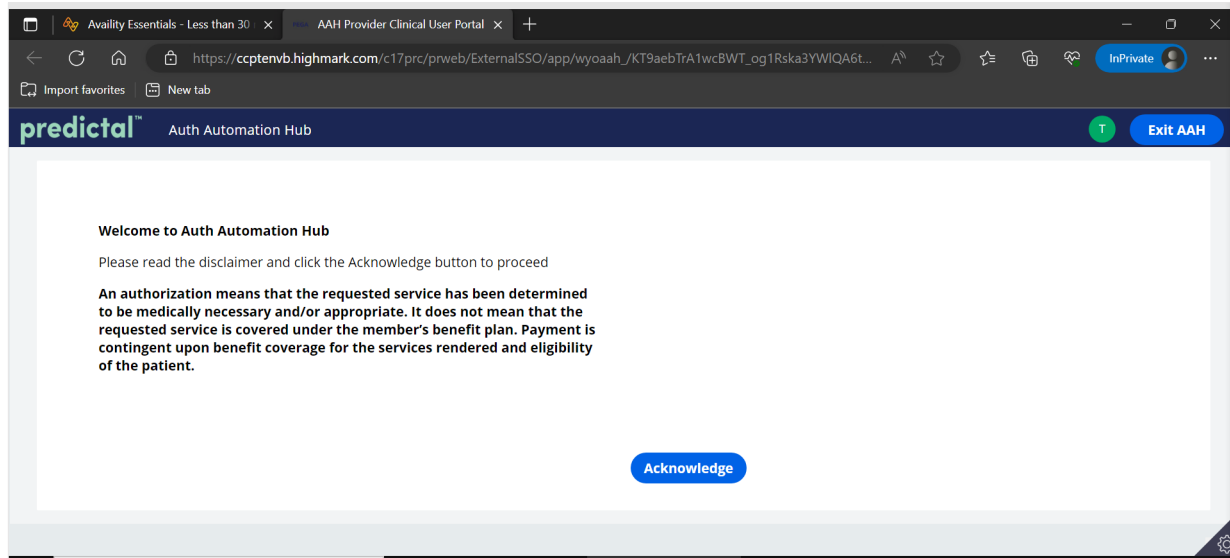 Availity Essentials - Less than 30
AAH Provider Clinical User Portal
https://ccptenvb.highmark.com/c17prc/prweb/ExternalSSO/app/wyoaah_/KT9aebTrA1wcBWT_og1Rska3YWlQA6t...
InPrivate
Import favorites
New tab
predictal™ Auth Automation Hub
T
Exit AAH
Welcome to Auth Automation Hub
Please read the disclaimer and click the Acknowledge button to proceed
An authorization means that the requested service has been determined
to be medically necessary and/or appropriate. It does not mean that the
requested service is covered under the member's benefit plan. Payment is
contingent upon benefit coverage for the services rendered and eligibility
of the patient.
Acknowledge